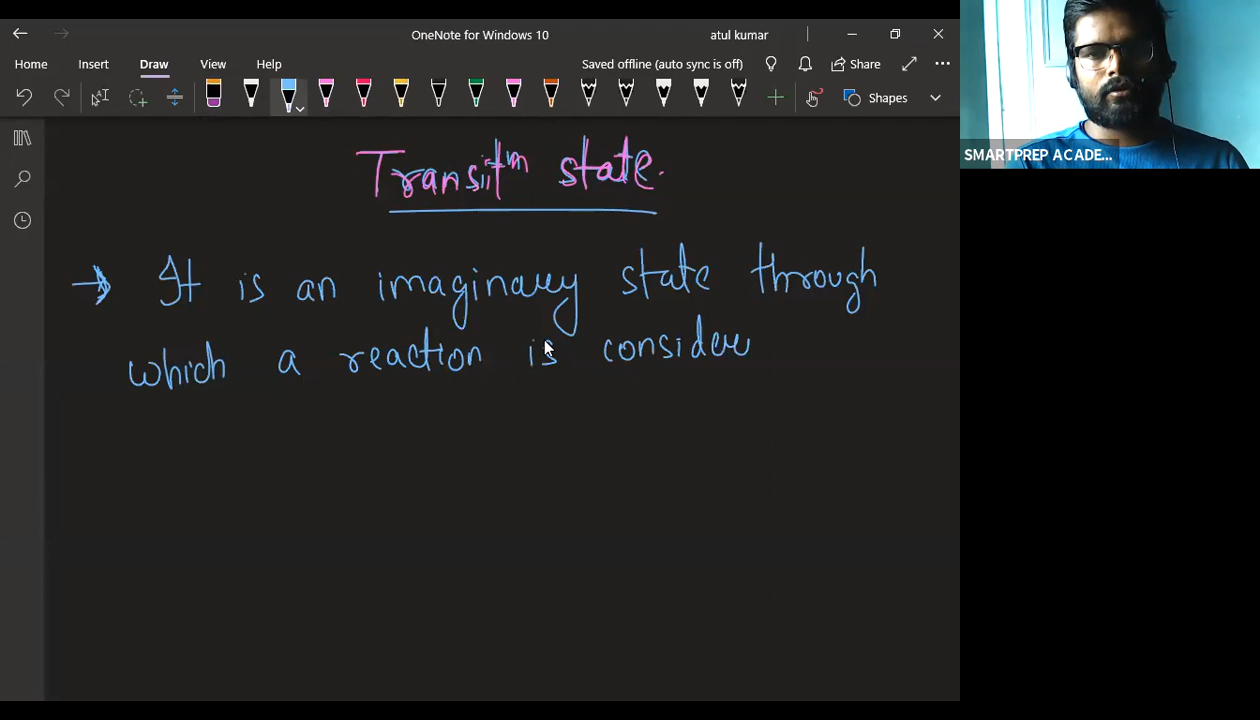 OneNote for Windows 10
atul kumar
Home Insert Draw View Help
Saved offline (auto sync is off)
Share
Shapes
SMARTPREP ACADE...
Transitn state.
→ It is an imaginary state through
which a reaction is consider